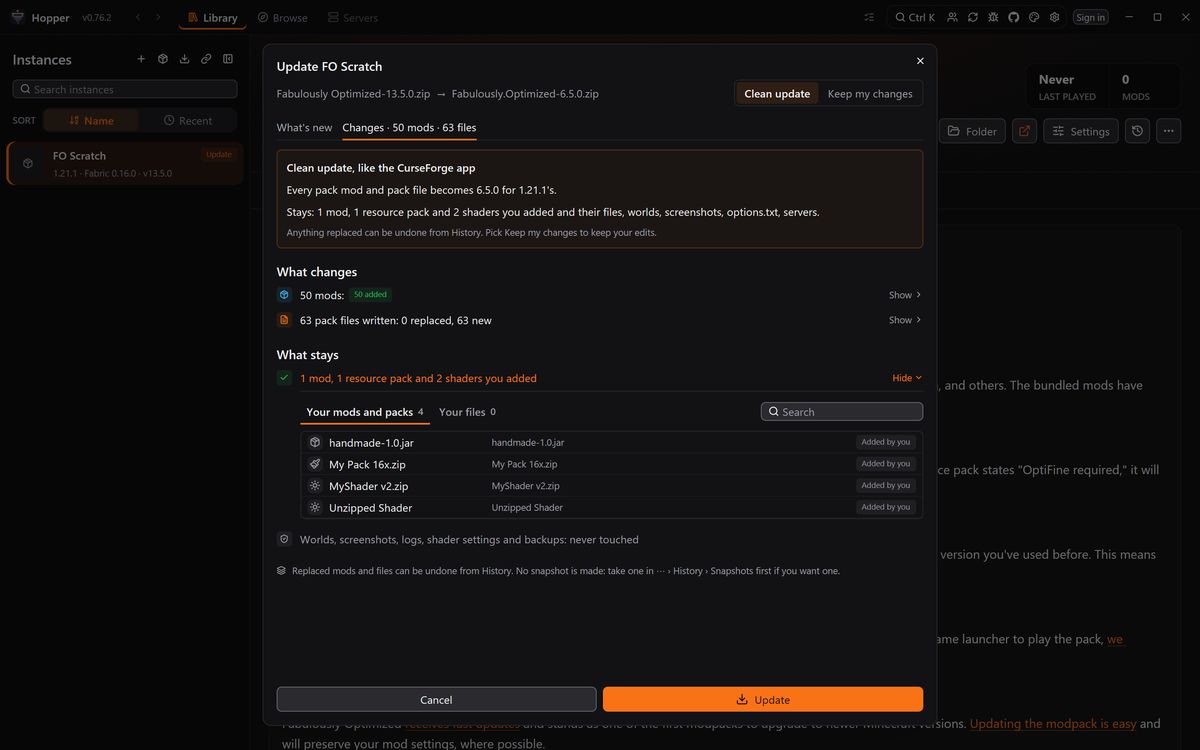 Hopper v0.76.2
Library
Browse
Servers
Ctrl K
Sign in
Instances
Search instances
SORT
Name
Recent
FO Scratch
Update
1.21.1 · Fabric 0.16.0 · v13.5.0
Never
LAST PLAYED
0
MODS
Folder
Settings
Update FO Scratch
Fabulously Optimized-13.5.0.zip → Fabulously.Optimized-6.5.0.zip
Clean update
Keep my changes
What's new
Changes · 50 mods · 63 files
Clean update, like the CurseForge app
Every pack mod and pack file becomes 6.5.0 for 1.21.1's.
Stays: 1 mod, 1 resource pack and 2 shaders you added and their files, worlds, screenshots, options.txt, servers.
Anything replaced can be undone from History. Pick Keep my changes to keep your edits.
What changes
50 mods: 50 added
Show
63 pack files written: 0 replaced, 63 new
Show
What stays
1 mod, 1 resource pack and 2 shaders you added
Hide
Your mods and packs 4
Your files 0
Search
handmade-1.0.jar handmade-1.0.jar Added by you
My Pack 16x.zip My Pack 16x.zip Added by you
MyShader v2.zip MyShader v2.zip Added by you
Unzipped Shader Unzipped Shader Added by you
Worlds, screenshots, logs, shader settings and backups: never touched
Replaced mods and files can be undone from History. No snapshot is made: take one in ··· › History › Snapshots first if you want one.
Cancel
Update
, and others. The bundled mods have
ce pack states "OptiFine required," it will
version you've used before. This means
ame launcher to play the pack, we
Fabulously Optimized receives fast updates and stands as one of the first modpacks to upgrade to newer Minecraft versions. Updating the modpack is easy and
will preserve your mod settings, where possible.